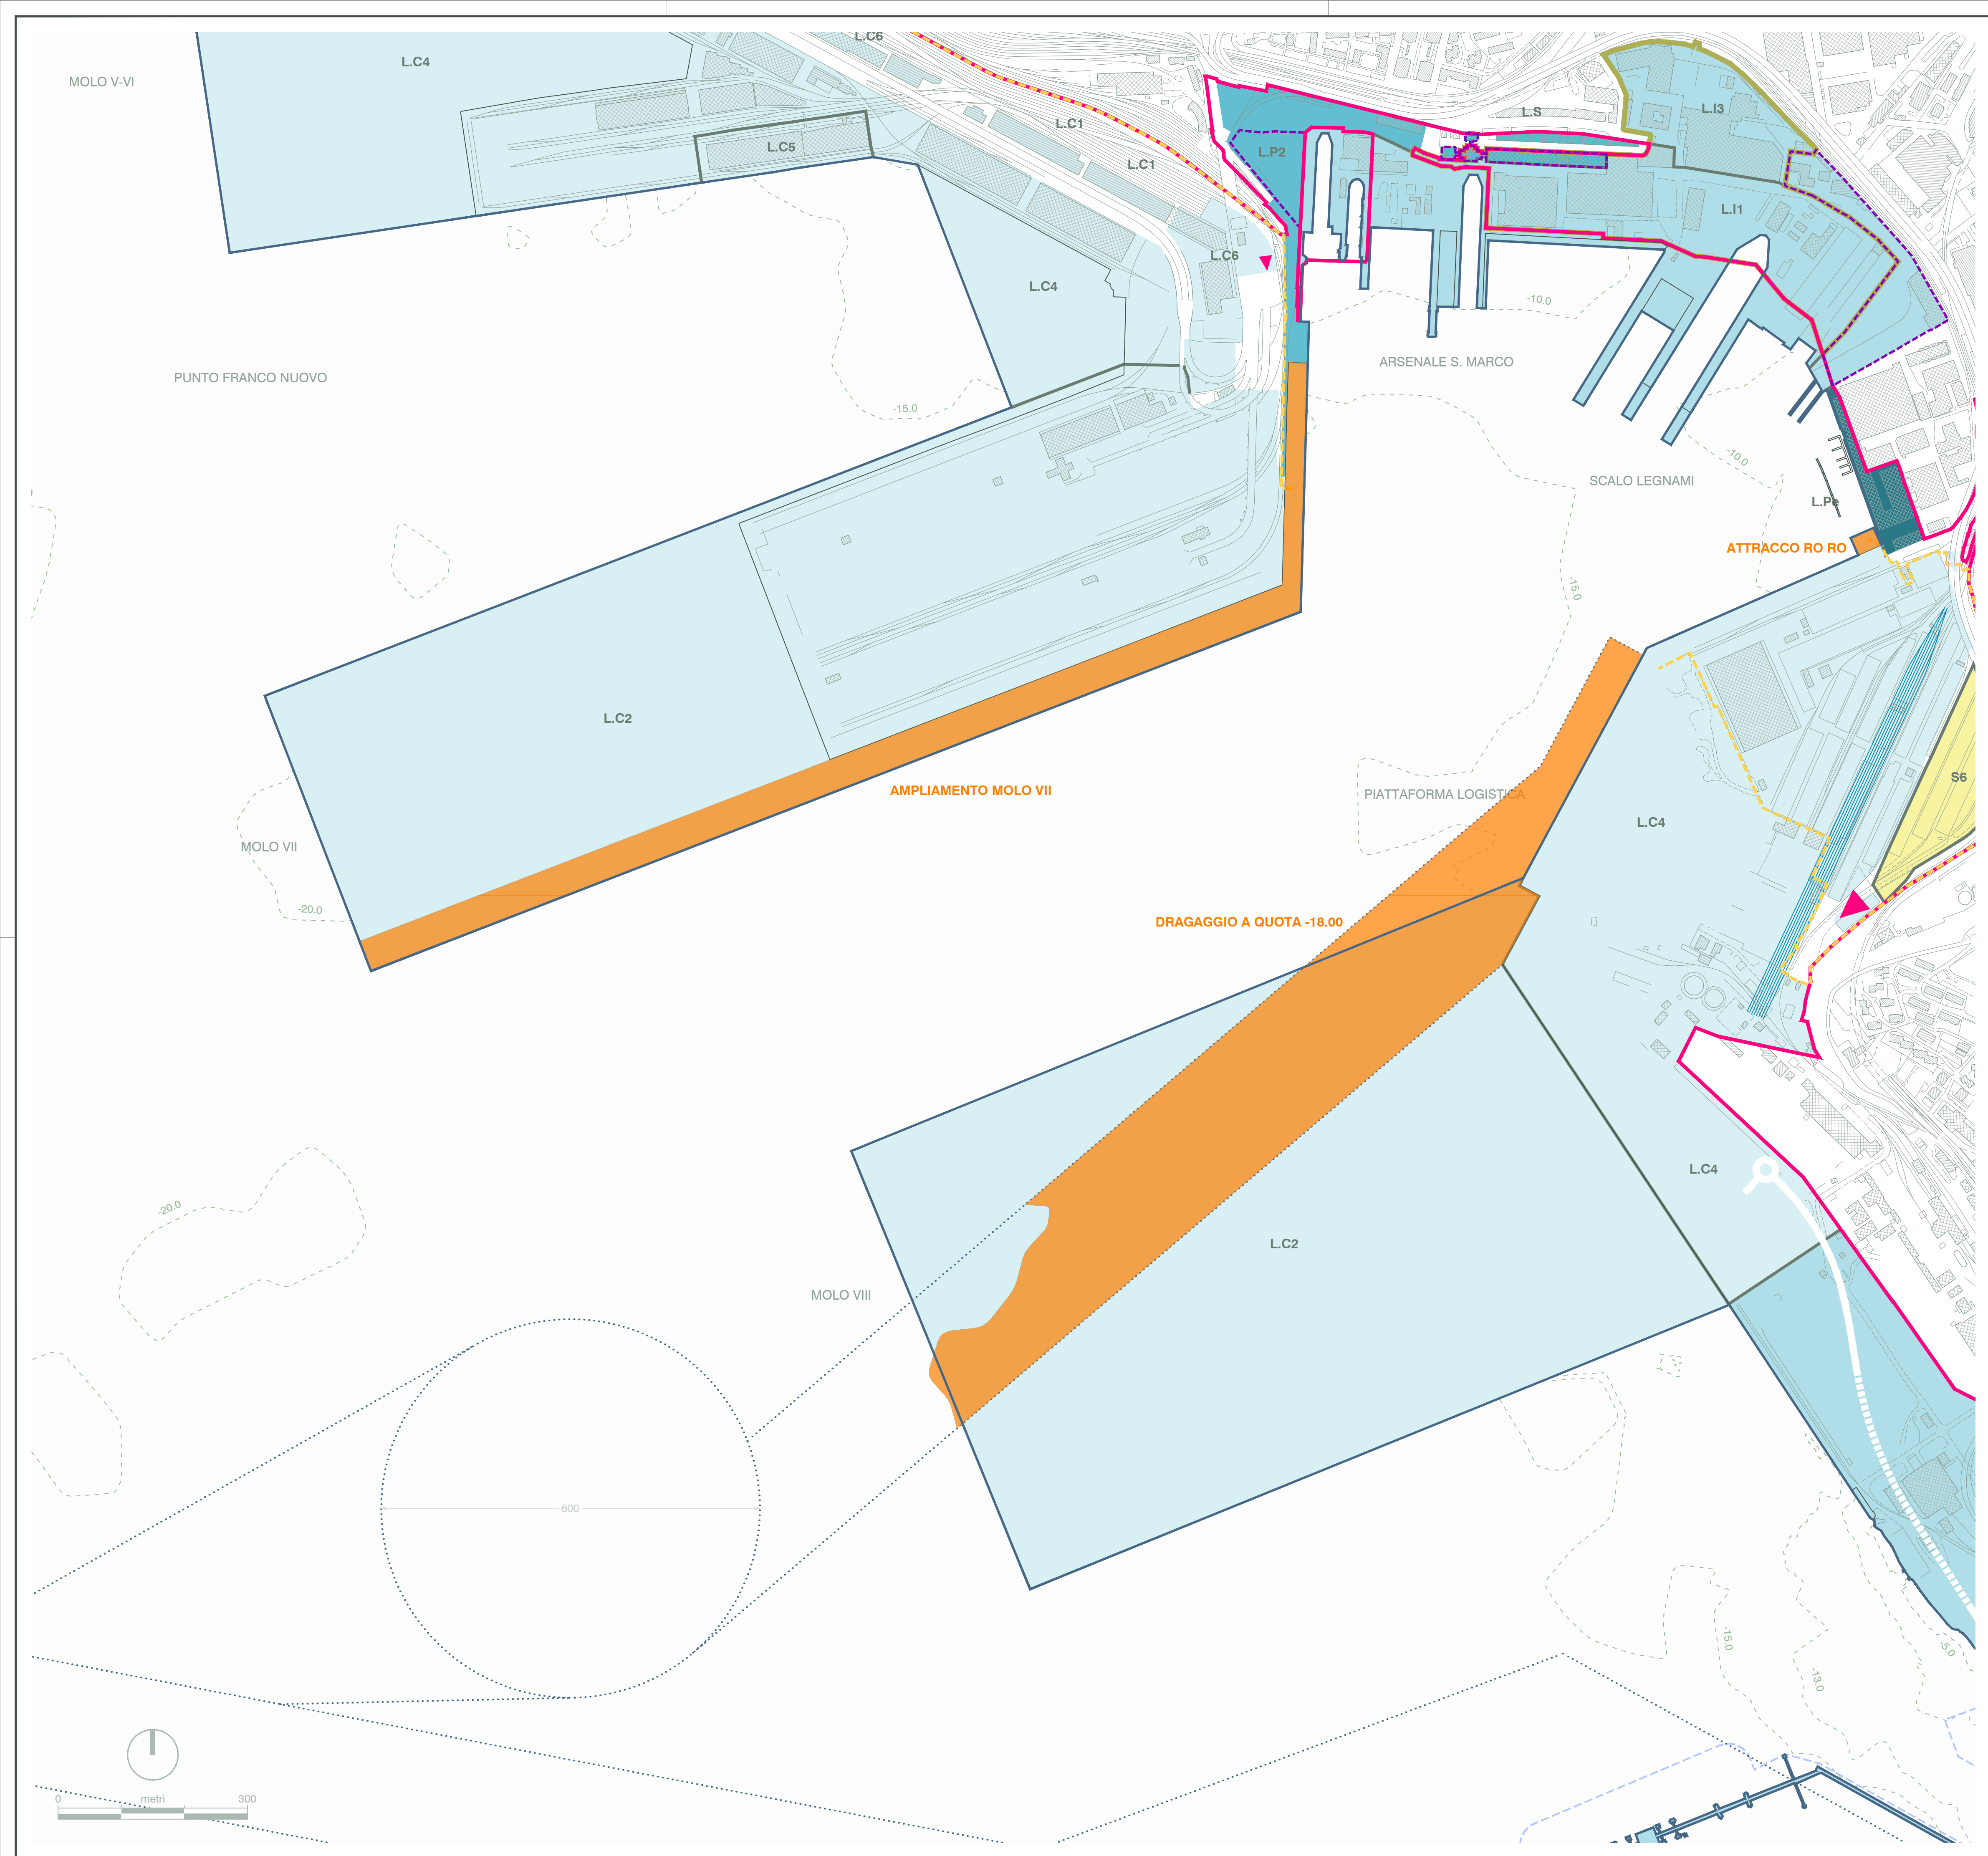 L.C6
L.C4
MOLO V-VI
L.C1
L.S
L.I3
L.C5
L.C1
L.P2
L.I1
L.C6
L.C4
-10.0
ARSENALE S. MARCO
PUNTO FRANCO NUOVO
-15.0
-10.0
SCALO LEGNAMI
L.Pe
ATTRACCO RO RO
-15.0
L.C2
S6
AMPLIAMENTO MOLO VII
PIATTAFORMA LOGISTICA
L.C4
MOLO VII
-20.0
DRAGAGGIO A QUOTA -18.00
L.C4
-20.0
L.C2
MOLO VIII
600
-15.0
-5.0
-13.0
0 metri 300